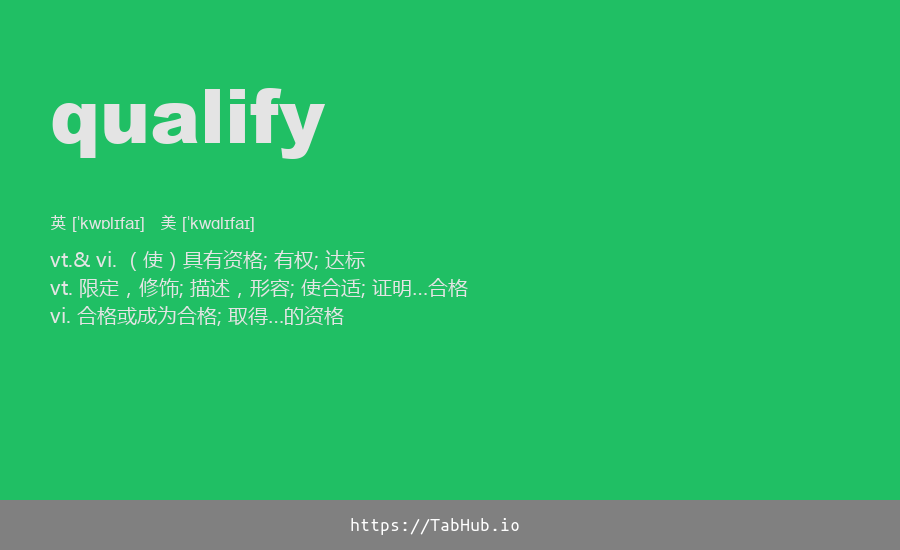 qualify
英 [ˈkwɒlɪfaɪ] 美 [ˈkwɑlɪfaɪ]
vt.& vi. （使）具有资格; 有权; 达标
vt. 限定，修饰; 描述，形容; 使合适; 证明…合格
vi. 合格或成为合格; 取得…的资格
https://TabHub.io